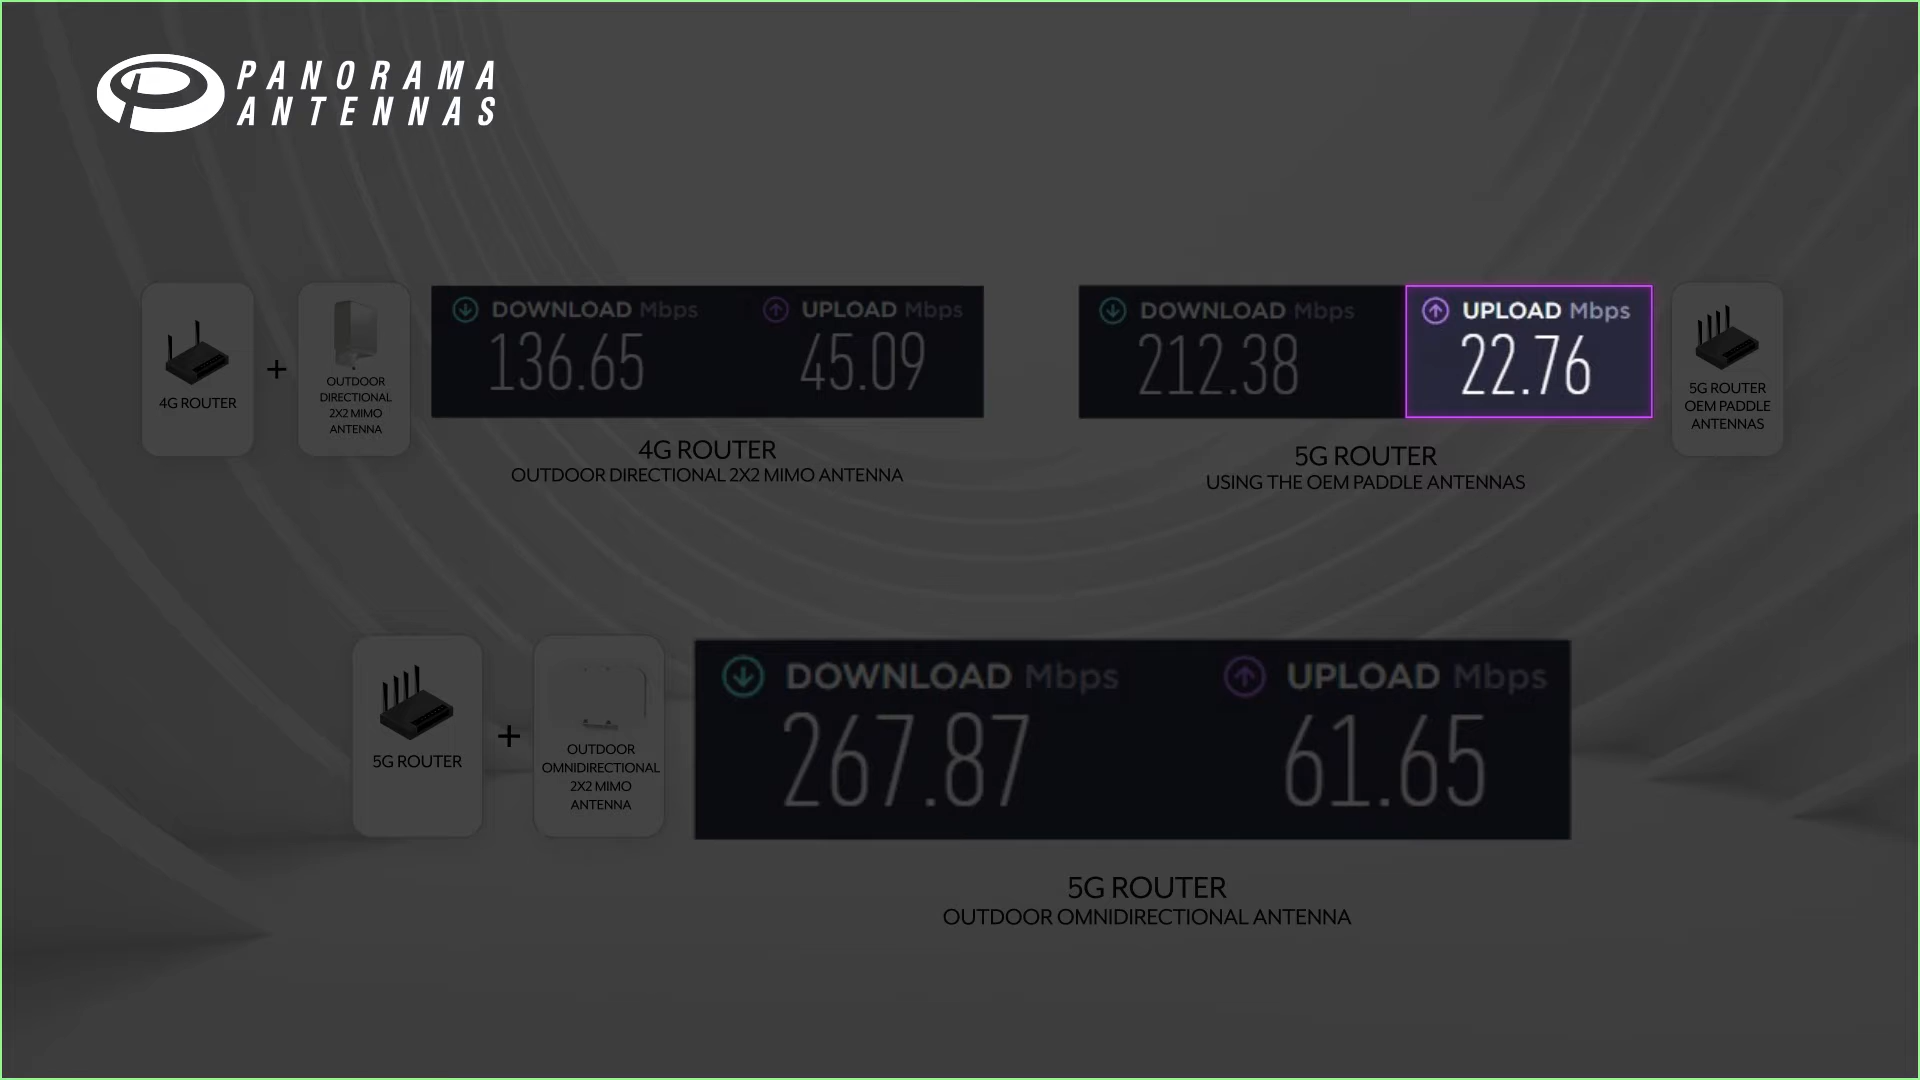 PANORAMA
ANTENNAS
4G ROUTER
+
OUTDOOR
DIRECTIONAL
2X2 MIMO
ANTENNA
DOWNLOAD Mbps
136.65
UPLOAD Mbps
45.09
4G ROUTER
OUTDOOR DIRECTIONAL 2X2 MIMO ANTENNA
DOWNLOAD Mbps
212.38
UPLOAD Mbps
22.76
5G ROUTER
USING THE OEM PADDLE ANTENNAS
5G ROUTER
OEM PADDLE
ANTENNAS
5G ROUTER
+
OUTDOOR
OMNIDIRECTIONAL
2X2 MIMO
ANTENNA
DOWNLOAD Mbps
267.87
UPLOAD Mbps
61.65
5G ROUTER
OUTDOOR OMNIDIRECTIONAL ANTENNA